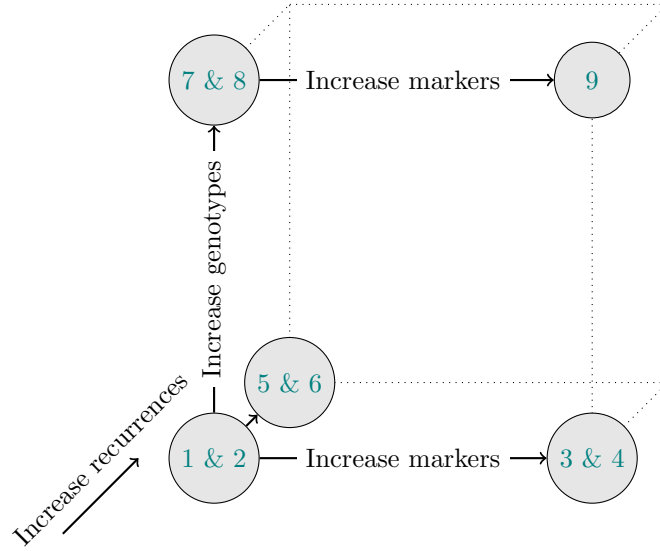 7 & 8
Increase markers
9
Increase genotypes
5 & 6
Increase recurrences
1 & 2
Increase markers
3 & 4